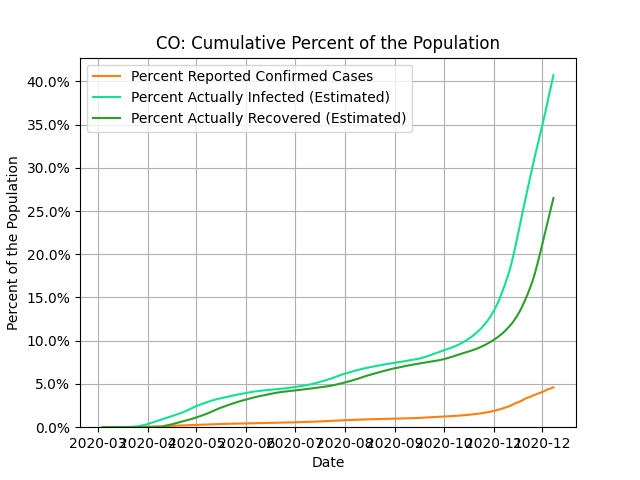 CO: Cumulative Percent of the Population
Percent Reported Confirmed Cases
Percent Actually Infected (Estimated)
Percent Actually Recovered (Estimated)
40.0%
35.0%
30.0%
25.0%
20.0%
15.0%
10.0%
5.0%
0.0%
Percent of the Population
2020-03 2020-04 2020-05 2020-06 2020-07 2020-08 2020-09 2020-10 2020-11 2020-12
Date